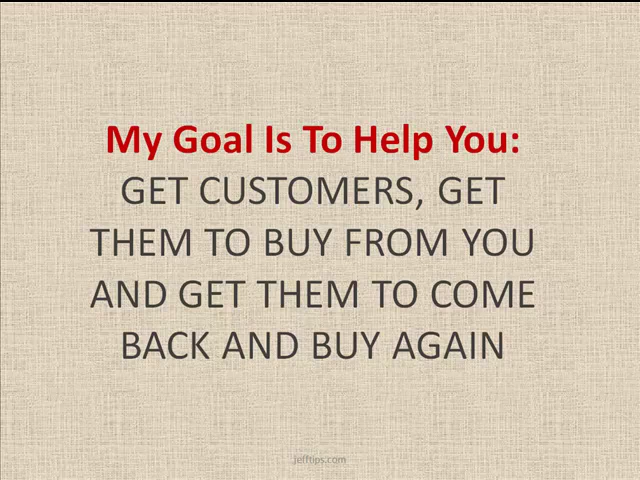 My Goal Is To Help You:
GET CUSTOMERS, GET
THEM TO BUY FROM YOU
AND GET THEM TO COME
BACK AND BUY AGAIN
jefftips.com